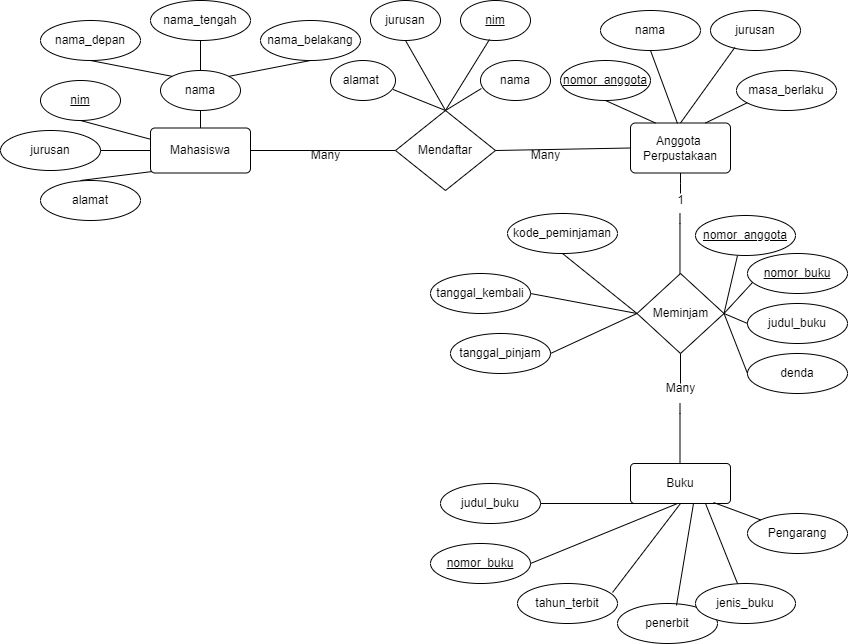 nama_tengah
jurusan
nim
nama
jurusan
nama_depan
nama_belakang
alamat
nama
nomor_anggota
nama
masa_berlaku
nim
Mahasiswa
Many
Mendaftar
Many
Anggota
Perpustakaan
jurusan
alamat
1
kode_peminjaman
nomor_anggota
nomor_buku
tanggal_kembali
Meminjam
judul_buku
tanggal_pinjam
denda
Many
Buku
judul_buku
Pengarang
nomor_buku
tahun_terbit
jenis_buku
penerbit